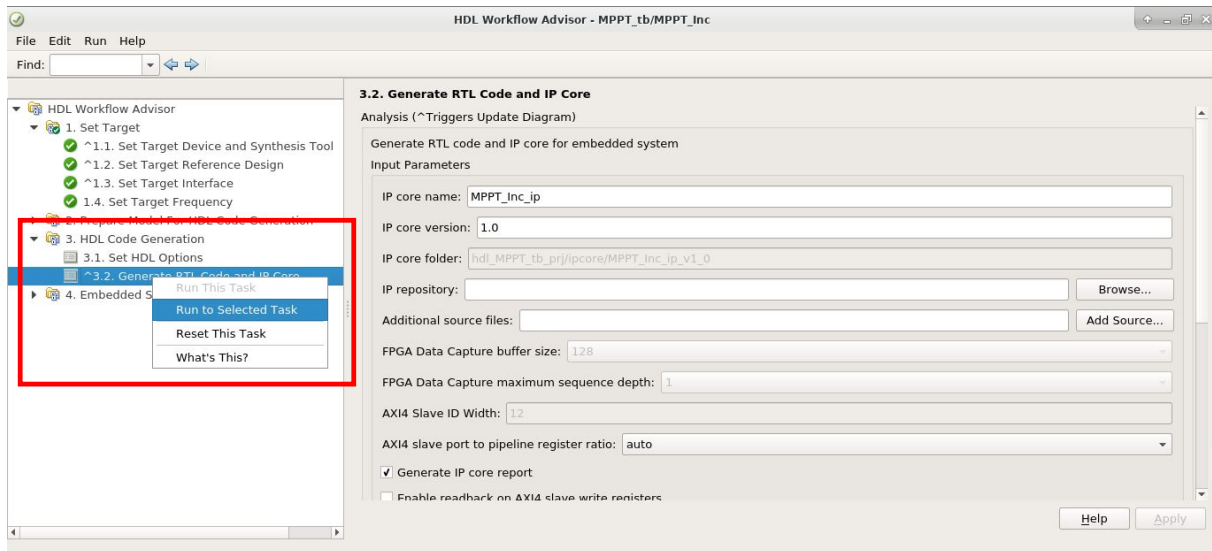 HDL Workflow Advisor - MPPT_tb/MPPT_Inc
File Edit Run Help
Find:
HDL Workflow Advisor
1. Set Target
^1.1. Set Target Device and Synthesis Tool
^1.2. Set Target Reference Design
^1.3. Set Target Interface
1.4. Set Target Frequency
2. Prepare Model For HDL Code Generation
3. HDL Code Generation
3.1. Set HDL Options
^3.2. Generate RTL Code and IP Core
4. Embedded S
Run This Task
Run to Selected Task
Reset This Task
What's This?
3.2. Generate RTL Code and IP Core
Analysis (^Triggers Update Diagram)
Generate RTL code and IP core for embedded system
Input Parameters
IP core name: MPPT_Inc_ip
IP core version: 1.0
IP core folder: hdl_MPPT_tb_prj/ipcore/MPPT_Inc_ip_v1_0
IP repository: Browse...
Additional source files: Add Source...
FPGA Data Capture buffer size: 128
FPGA Data Capture maximum sequence depth: 1
AXI4 Slave ID Width: 12
AXI4 slave port to pipeline register ratio: auto
Generate IP core report
Enable readback on AXI4 slave write registers
Help Apply